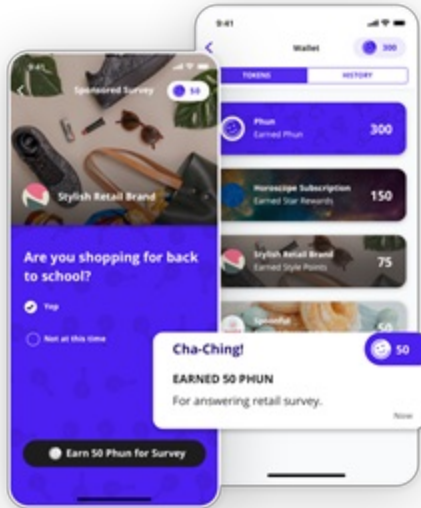 9:41
Sponsored Survey
50
Stylish Retail Brand
Are you shopping for back
to school?
Yep
Not at this time
Earn 50 Phun for Survey
9:41
Wallet
300
TOKENS
HISTORY
Phun
Earned Phun
300
Horoscope Subscription
Earned Star Rewards
150
Stylish Retail Brand
Earned Style Points
75
Spoonful
50
Cha-Ching!
50
EARNED 50 PHUN
For answering retail survey.
Now